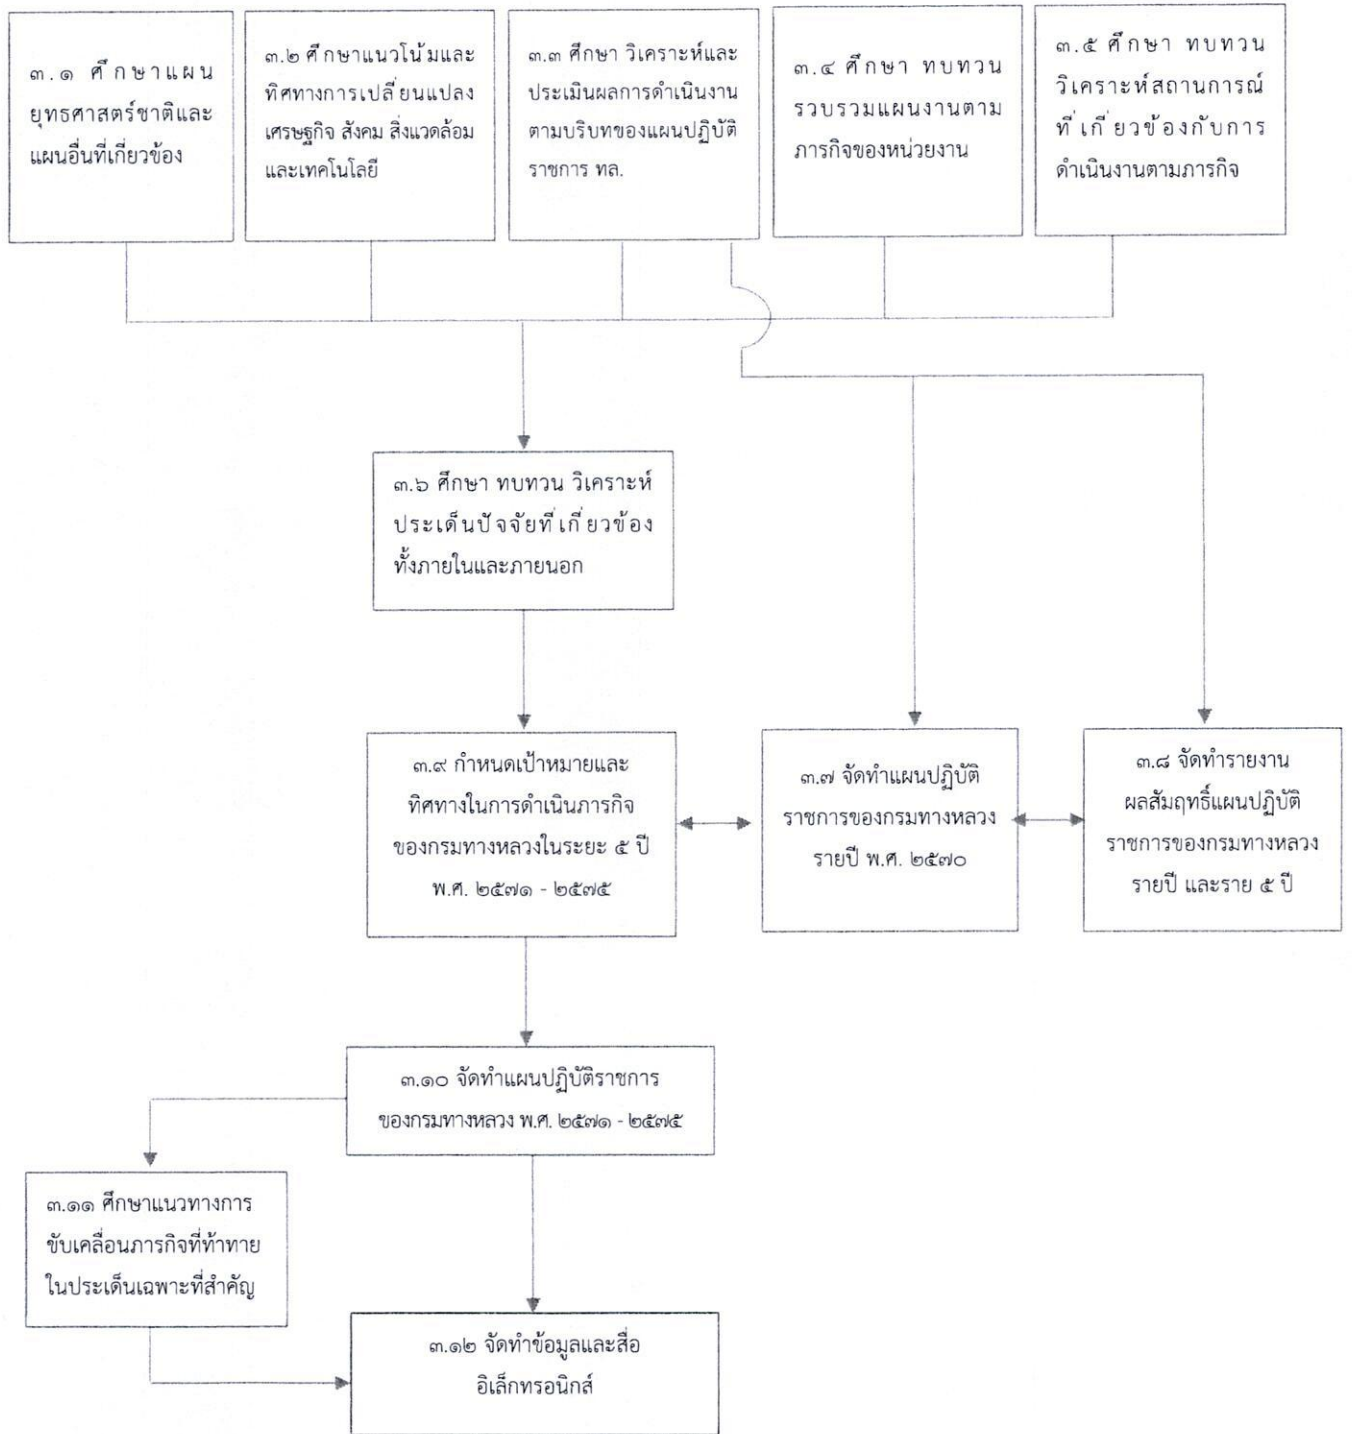 ๓.๑ ศึกษาแผน
ยุทธศาสตร์ชาติและ
แผนอื่นที่เกี่ยวข้อง
๓.๒ ศึกษาแนวโน้มและ
ทิศทางการเปลี่ยนแปลง
เศรษฐกิจ สังคม สิ่งแวดล้อม
และเทคโนโลยี
๓.๓ ศึกษา วิเคราะห์และ
ประเมินผลการดำเนินงาน
ตามบริบทของแผนปฏิบัติ
ราชการ ทล.
๓.๔ ศึกษา ทบทวน
รวบรวมแผนงานตาม
ภารกิจของหน่วยงาน
๓.๕ ศึกษา ทบทวน
วิเคราะห์สถานการณ์
ที่เกี่ยวข้องกับการ
ดำเนินงานตามภารกิจ
๓.๖ ศึกษา ทบทวน วิเคราะห์
ประเด็นปัจจัยที่เกี่ยวข้อง
ทั้งภายในและภายนอก
๓.๙ กำหนดเป้าหมายและ
ทิศทางในการดำเนินภารกิจ
ของกรมทางหลวงในระยะ ๕ ปี
พ.ศ. ๒๕๗๑ - ๒๕๗๕
๓.๗ จัดทำแผนปฏิบัติ
ราชการของกรมทางหลวง
รายปี พ.ศ. ๒๕๗๐
๓.๘ จัดทำรายงาน
ผลสัมฤทธิ์แผนปฏิบัติ
ราชการของกรมทางหลวง
รายปี และราย ๕ ปี
๓.๑๐ จัดทำแผนปฏิบัติราชการ
ของกรมทางหลวง พ.ศ. ๒๕๗๑ - ๒๕๗๕
๓.๑๑ ศึกษาแนวทางการ
ขับเคลื่อนภารกิจที่ท้าทาย
ในประเด็นเฉพาะที่สำคัญ
๓.๑๒ จัดทำข้อมูลและสื่อ
อิเล็กทรอนิกส์